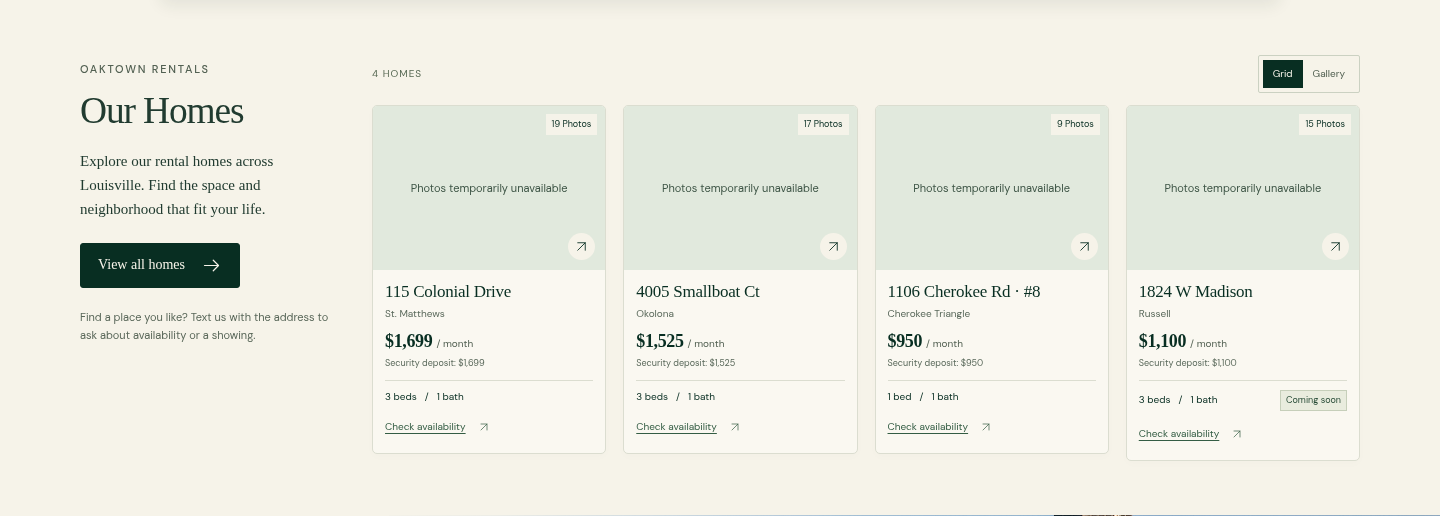 OAKTOWN RENTALS
Our Homes
Explore our rental homes across
Louisville. Find the space and
neighborhood that fit your life.
View all homes
Find a place you like? Text us with the address to
ask about availability or a showing.
4 HOMES
Grid
Gallery
19 Photos
Photos temporarily unavailable
115 Colonial Drive
St. Matthews
$1,699 / month
Security deposit: $1,699
3 beds / 1 bath
Check availability
17 Photos
Photos temporarily unavailable
4005 Smallboat Ct
Okolona
$1,525 / month
Security deposit: $1,525
3 beds / 1 bath
Check availability
9 Photos
Photos temporarily unavailable
1106 Cherokee Rd · #8
Cherokee Triangle
$950 / month
Security deposit: $950
1 bed / 1 bath
Check availability
15 Photos
Photos temporarily unavailable
1824 W Madison
Russell
$1,100 / month
Security deposit: $1,100
3 beds / 1 bath
Coming soon
Check availability